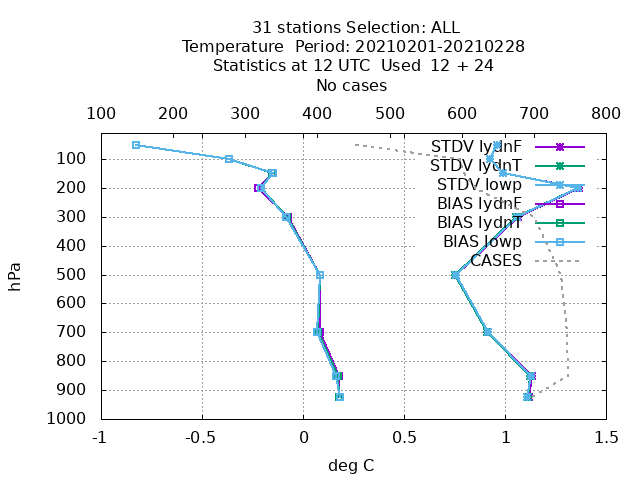 31 stations Selection: ALL
Temperature  Period: 20210201-20210228
Statistics at 12 UTC  Used  12 + 24
No cases
100 200 300 400 500 600 700 800
STDV lydnF
STDV lydnT
STDV lowp
BIAS lydnF
BIAS lydnT
BIAS lowp
CASES
100
200
300
400
500
600
700
800
900
1000
hPa
-1 -0.5 0 0.5 1 1.5
deg C